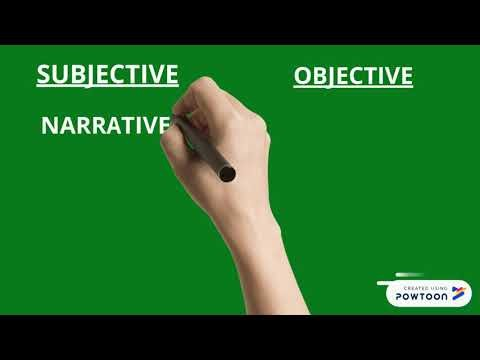 SUBJECTIVE
OBJECTIVE
NARRATIVE
CREATED USING
POWTOON